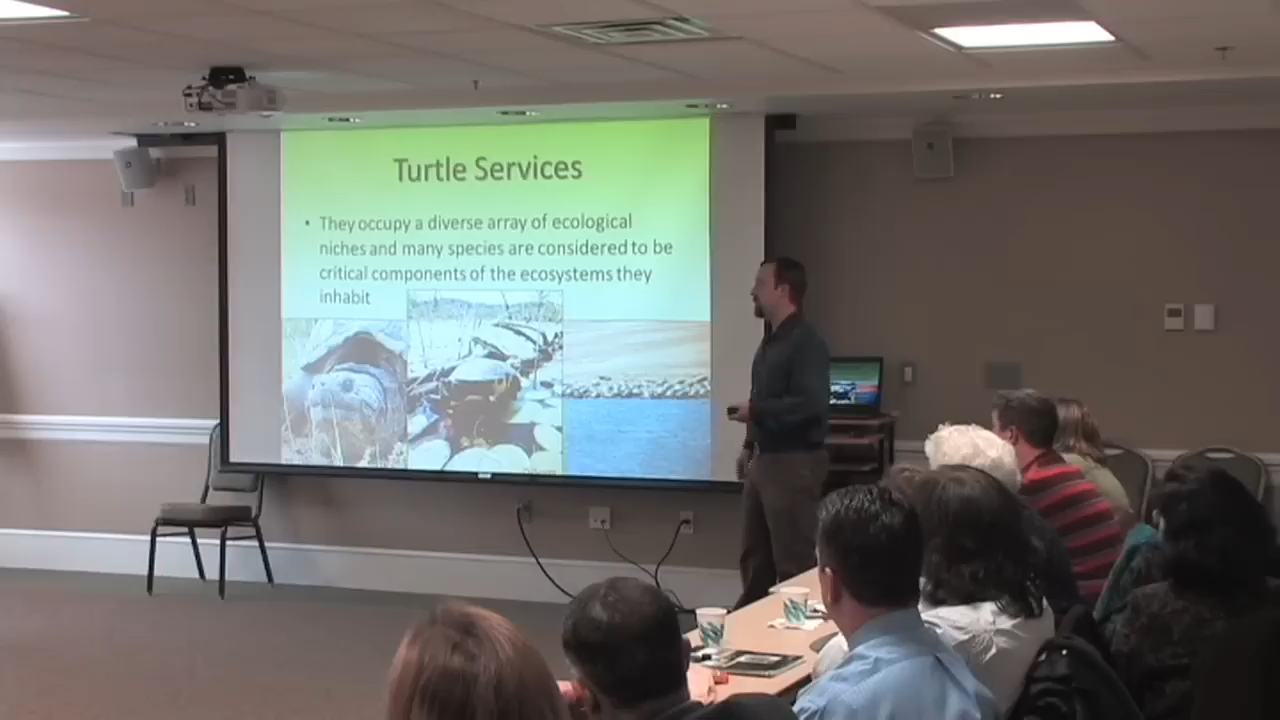 Turtle Services
• They occupy a diverse array of ecological
niches and many species are considered to be
critical components of the ecosystems they
inhabit